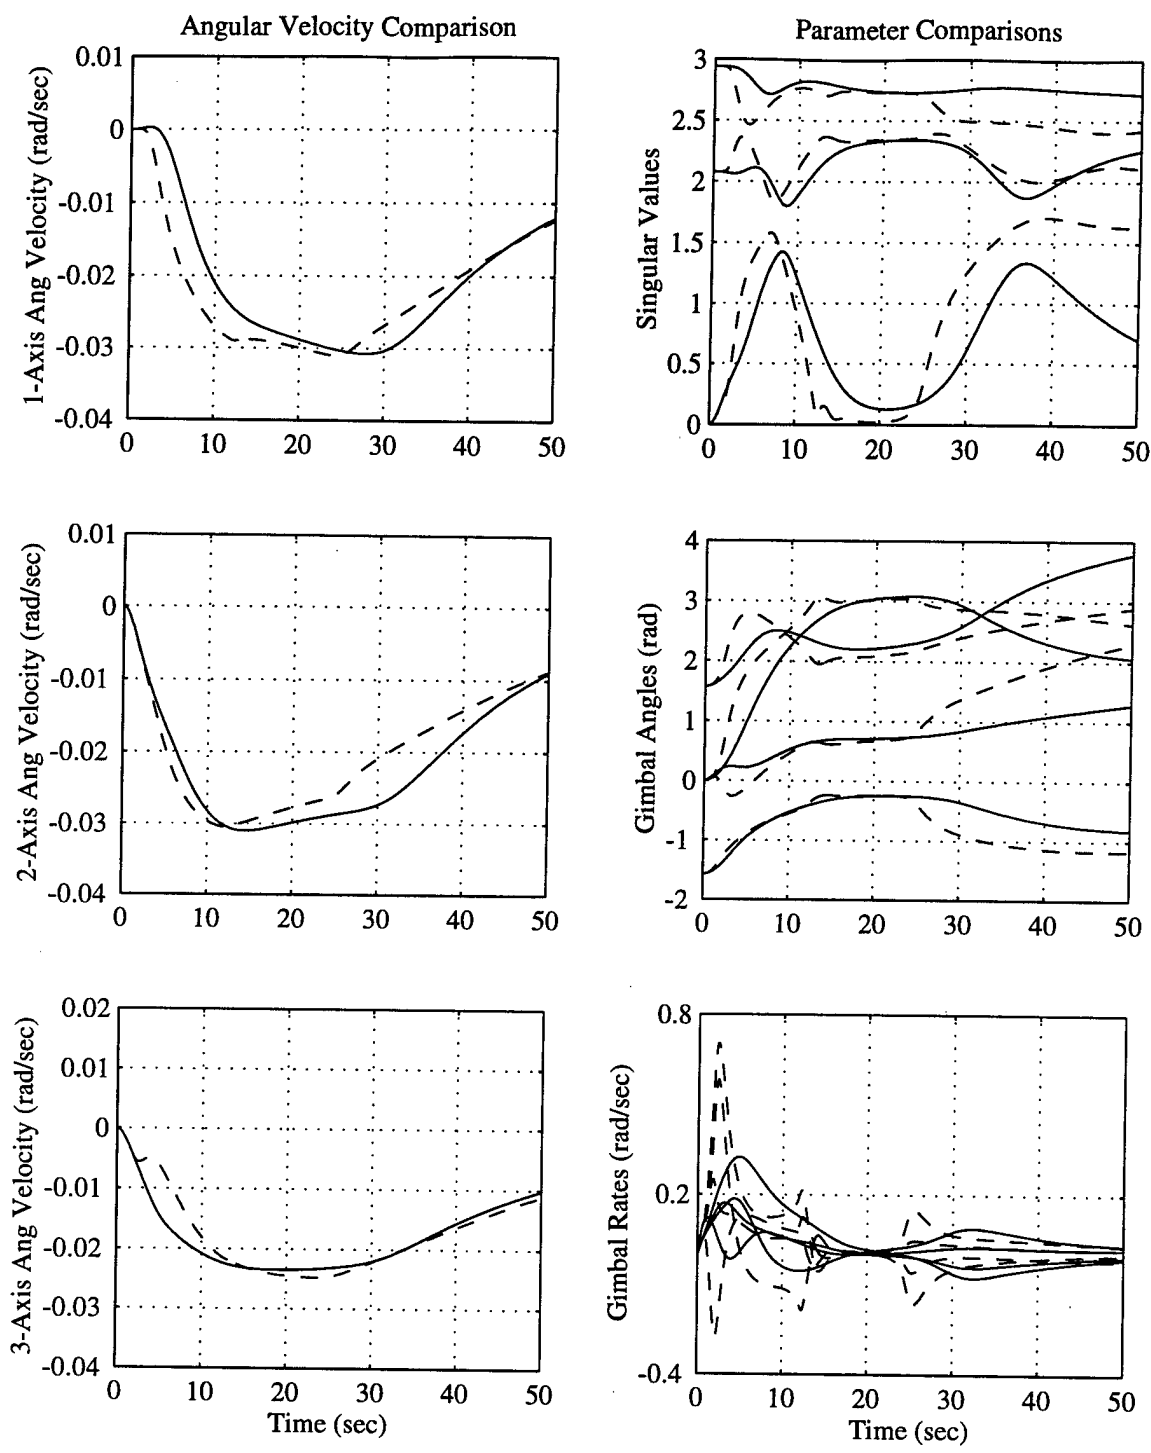 Angular Velocity Comparison
0.01
0
-0.01
-0.02
-0.03
-0.04
1-Axis Ang Velocity (rad/sec)
0 10 20 30 40 50
Parameter Comparisons
3
2.5
2
1.5
1
0.5
0
Singular Values
0 10 20 30 40 50
0.01
0
-0.01
-0.02
-0.03
-0.04
2-Axis Ang Velocity (rad/sec)
0 10 20 30 40 50
4
3
2
1
0
-1
-2
Gimbal Angles (rad)
0 10 20 30 40 50
0.02
0.01
0
-0.01
-0.02
-0.03
-0.04
3-Axis Ang Velocity (rad/sec)
0 10 20 30 40 50
Time (sec)
0.8
0.2
-0.4
Gimbal Rates (rad/sec)
0 10 20 30 40 50
Time (sec)